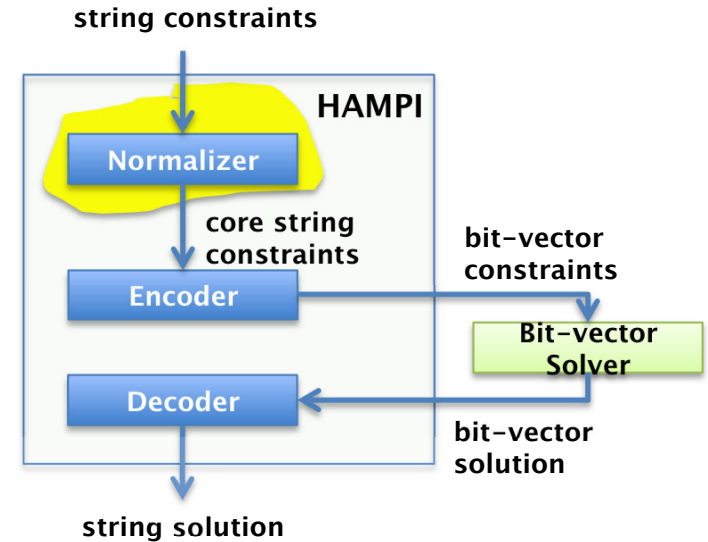 string constraints
HAMPI
Normalizer
core string
constraints
bit-vector
constraints
Encoder
Bit-vector
Solver
Decoder
bit-vector
solution
string solution